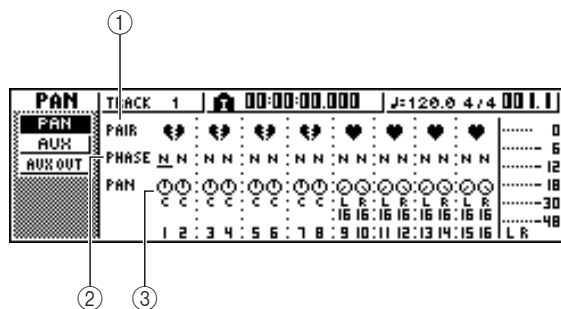 1
PAN TRACK 1 00:00:00.000 ♩=120.0 4/4 001.1
PAN PAIR 0
AUX 6
AUX OUT PHASE N N N N N N N N N N N N N N N N 12
PAN 18
C C C C C C C C L R L R L R L R 30
16 16 16 16 16 16 16 16 48
1 2 3 4 5 6 7 8 9 10 11 12 13 14 15 16 L R
2 3